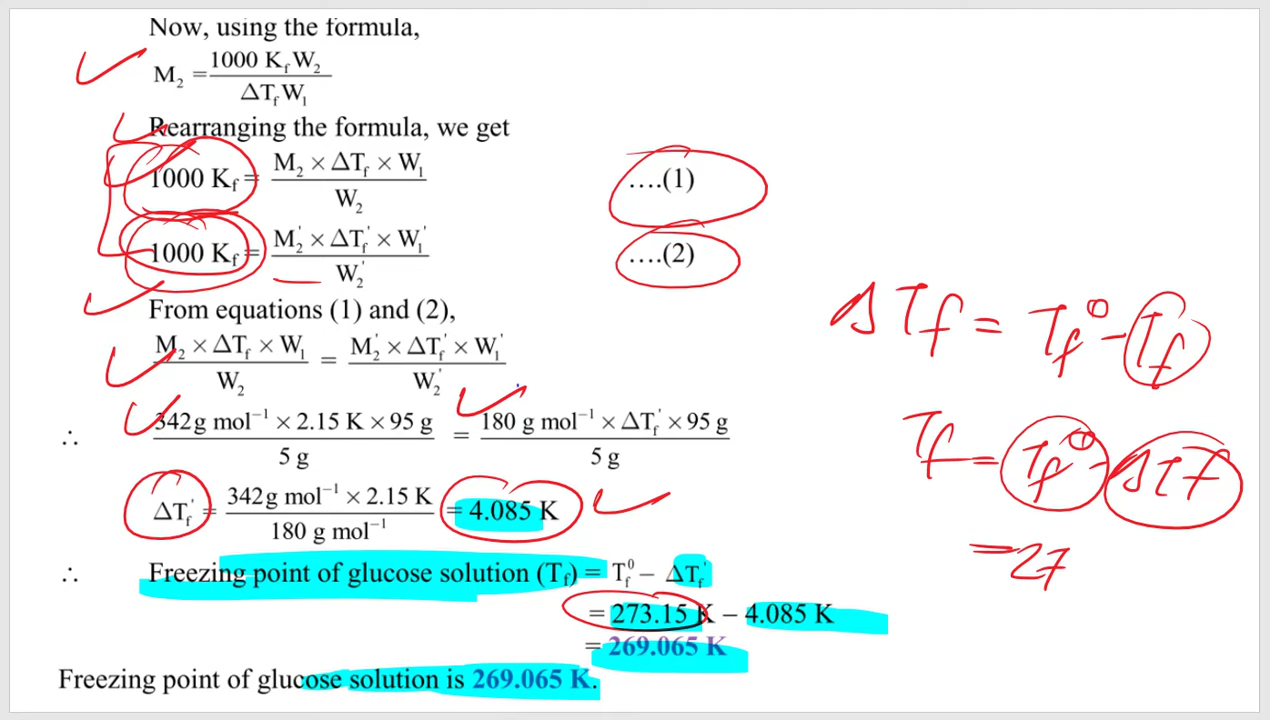 Now, using the formula,
M₂ = 1000 K_f W₂ / ΔT_f W₁
Rearranging the formula, we get
1000 K_f = M₂ × ΔT_f × W₁ / W₂ ....(1)
1000 K_f = M₂' × ΔT_f' × W₁' / W₂' ....(2)
From equations (1) and (2),
M₂ × ΔT_f × W₁ / W₂ = M₂' × ΔT_f' × W₁' / W₂'
∴ 342 g mol⁻¹ × 2.15 K × 95 g / 5 g = 180 g mol⁻¹ × ΔT_f' × 95 g / 5 g
ΔT_f' = 342 g mol⁻¹ × 2.15 K / 180 g mol⁻¹ = 4.085 K
∴ Freezing point of glucose solution (T_f) = T_f⁰ − ΔT_f'
= 273.15 K − 4.085 K
= 269.065 K
Freezing point of glucose solution is 269.065 K.
ΔTf = Tf⁰ − Tf
Tf = Tf⁰ − ΔTf
= 27